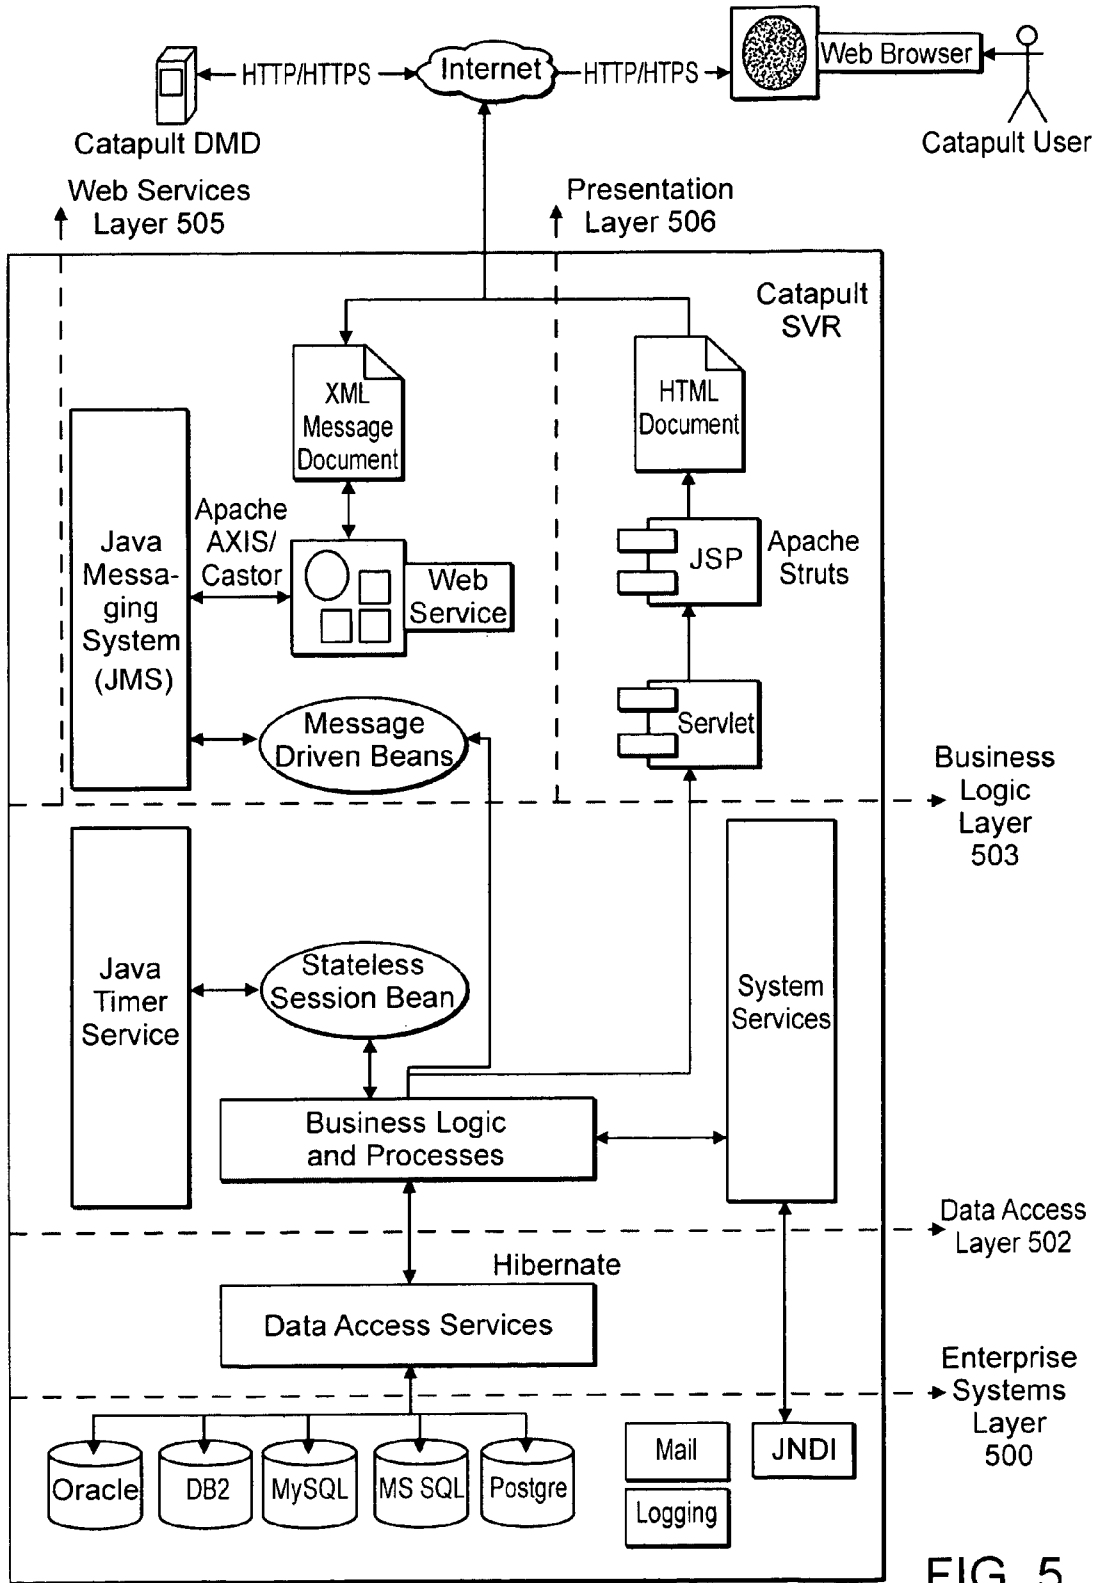 HTTP/HTTPS
Internet
HTTP/HTPS
Web Browser
Catapult DMD
Catapult User
Web Services
Layer 505
Presentation
Layer 506
Catapult
SVR
XML
Message
Document
HTML
Document
Java
Messa-
ging
System
(JMS)
Apache
AXIS/
Castor
Web
Service
JSP
Apache
Struts
Message
Driven Beans
Servlet
Business
Logic
Layer
503
Java
Timer
Service
Stateless
Session Bean
System
Services
Business Logic
and Processes
Data Access
Layer 502
Hibernate
Data Access Services
Enterprise
Systems
Layer
500
Oracle
DB2
MySQL
MS SQL
Postgre
Mail
Logging
JNDI
FIG. 5